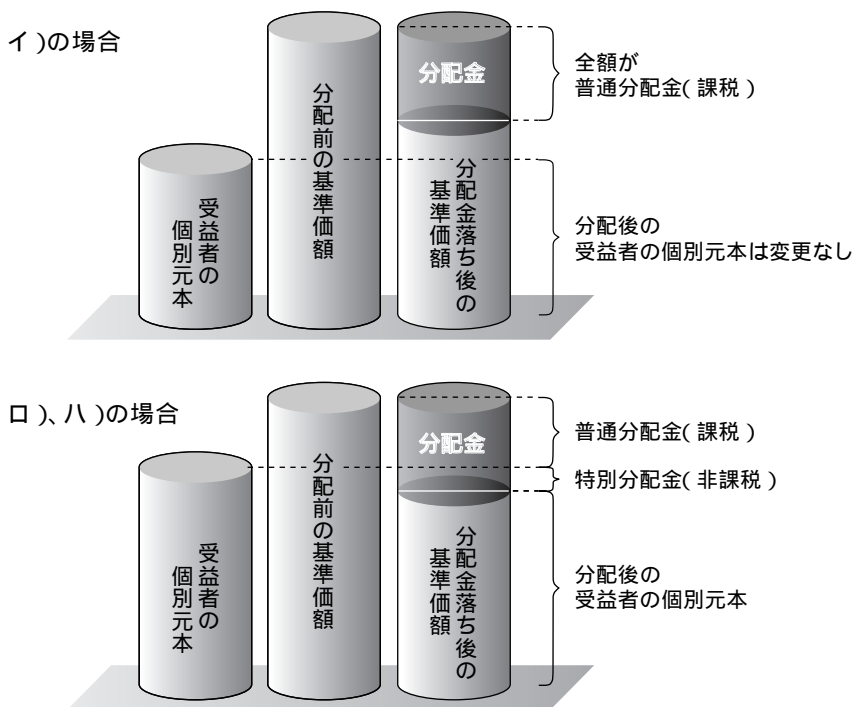 イ)の場合
受益者の
個別元本
分配前の基準価額
分配金
分配金落ち後の
基準価額
全額が
普通分配金(課税)
分配後の
受益者の個別元本は変更なし
ロ)、ハ)の場合
受益者の
個別元本
分配前の基準価額
分配金
分配金落ち後の
基準価額
普通分配金(課税)
特別分配金(非課税)
分配後の
受益者の個別元本